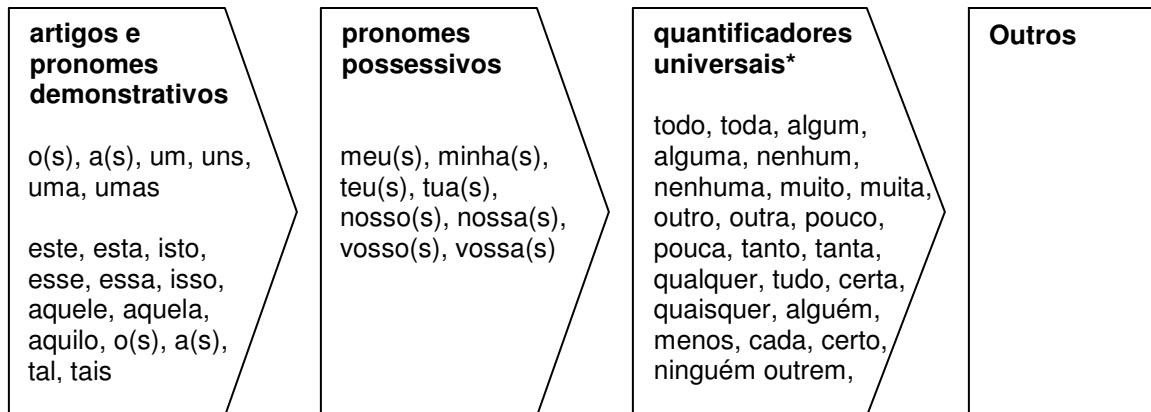 artigos e
pronomes
demonstrativos
o(s), a(s), um, uns,
uma, umas
este, esta, isto,
esse, essa, isso,
aquele, aquela,
aquilo, o(s), a(s),
tal, tais
pronomes
possessivos
meu(s), minha(s),
teu(s), tua(s),
nosso(s), nossa(s),
vosso(s), vossa(s)
quantificadores
universais*
todo, toda, algum,
alguma, nenhum,
nenhuma, muito, muita,
outro, outra, pouco,
pouca, tanto, tanta,
qualquer, tudo, certa,
quaisquer, alguém,
menos, cada, certo,
ninguém outrem,
Outros